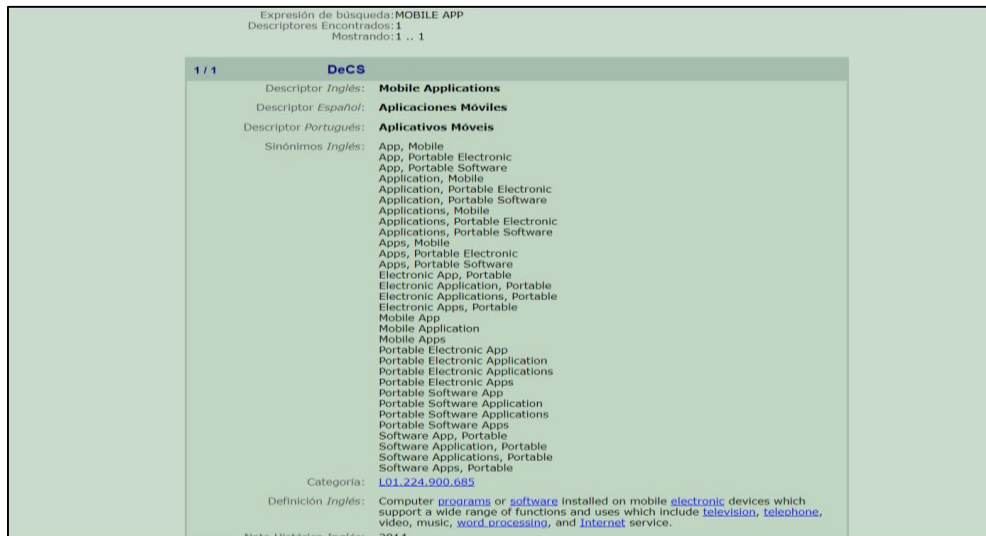 Expresión de búsqueda: MOBILE APP
Descriptores Encontrados: 1
Mostrando: 1 .. 1
1 / 1 DeCS
Descriptor Inglés: Mobile Applications
Descriptor Español: Aplicaciones Móviles
Descriptor Portugués: Aplicativos Móveis
Sinónimos Inglés: App, Mobile
App, Portable Electronic
App, Portable Software
Application, Mobile
Application, Portable Electronic
Application, Portable Software
Applications, Mobile
Applications, Portable Electronic
Applications, Portable Software
Apps, Mobile
Apps, Portable Electronic
Apps, Portable Software
Electronic App, Portable
Electronic Application, Portable
Electronic Applications, Portable
Electronic Apps, Portable
Mobile App
Mobile Application
Mobile Apps
Portable Electronic App
Portable Electronic Application
Portable Electronic Applications
Portable Electronic Apps
Portable Software App
Portable Software Application
Portable Software Applications
Portable Software Apps
Software App, Portable
Software Application, Portable
Software Applications, Portable
Software Apps, Portable
Categoría: L01.224.900.685
Definición Inglés: Computer programs or software installed on mobile electronic devices which
support a wide range of functions and uses which include television, telephone,
video, music, word processing, and Internet service.